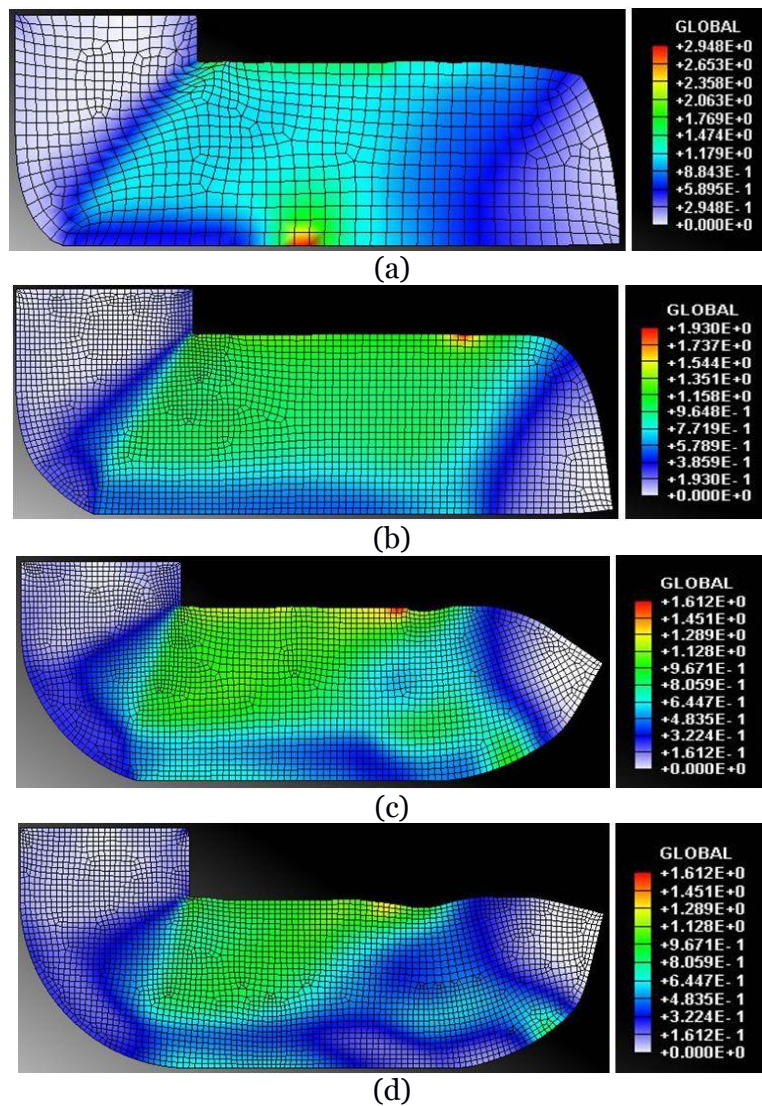 GLOBAL
+2.948E+0
+2.653E+0
+2.358E+0
+2.063E+0
+1.769E+0
+1.474E+0
+1.179E+0
+8.843E-1
+5.895E-1
+2.948E-1
+0.000E+0
(a)
GLOBAL
+1.930E+0
+1.737E+0
+1.544E+0
+1.351E+0
+1.158E+0
+9.648E-1
+7.719E-1
+5.789E-1
+3.859E-1
+1.930E-1
+0.000E+0
(b)
GLOBAL
+1.612E+0
+1.451E+0
+1.289E+0
+1.128E+0
+9.671E-1
+8.059E-1
+6.447E-1
+4.835E-1
+3.224E-1
+1.612E-1
+0.000E+0
(c)
GLOBAL
+1.612E+0
+1.451E+0
+1.289E+0
+1.128E+0
+9.671E-1
+8.059E-1
+6.447E-1
+4.835E-1
+3.224E-1
+1.612E-1
+0.000E+0
(d)